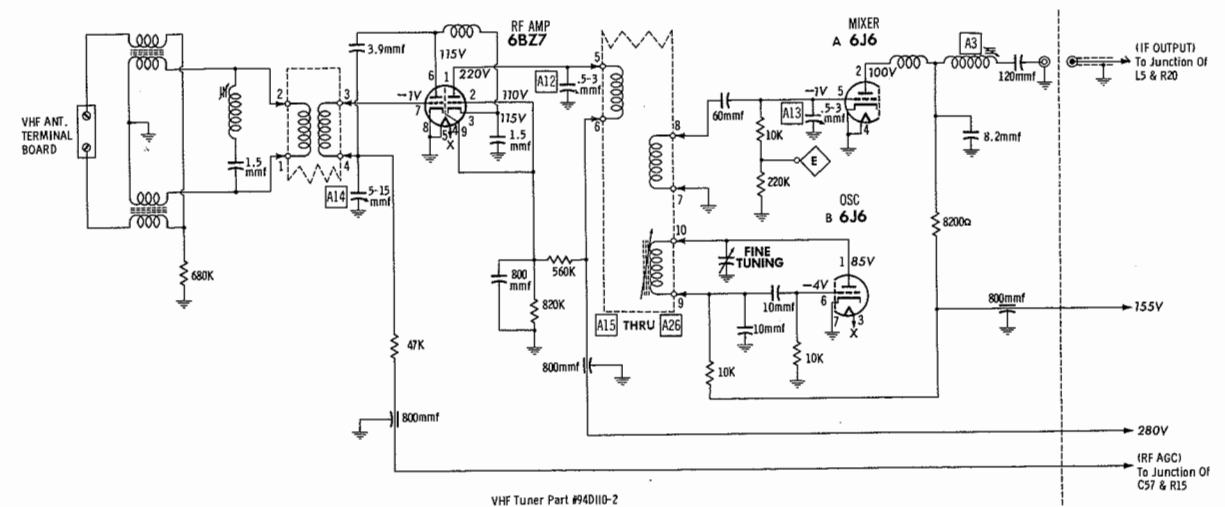 RF AMP
6BZ7
MIXER
A 6J6
A3
(IF OUTPUT)
To Junction Of
L5 & R20
3.9mmf
115V
220V
6
1
2
110V
-1V
7
3
115V
8
5
4
9
X
1.5
mmf
5
A12
.5-3
mmf
6
2
100V
-1V
5
A13
.5-3
mmf
4
120mmf
8.2mmf
VHF ANT.
TERMINAL
BOARD
2
3
1
4
1.5
mmf
A14
5-15
mmf
60mmf
10K
E
220K
8
7
OSC
B 6J6
10
9
FINE
TUNING
1
85V
-4V
6
7
3
X
10mmf
10mmf
10K
10K
8200Ω
680K
800
mmf
560K
820K
A15 THRU A26
800mmf
155V
47K
800mmf
800mmf
280V
(RF AGC)
To Junction Of
C57 & R15
VHF Tuner Part #94D110-2